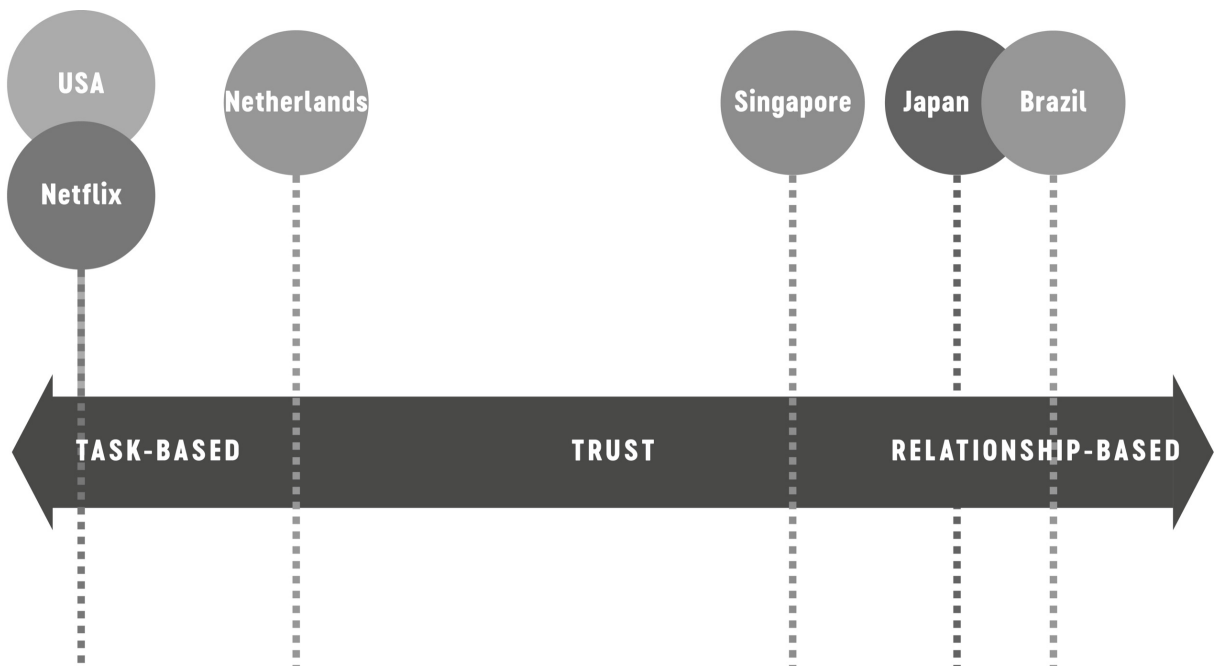 USA
Netflix
Netherlands
Singapore
Japan
Brazil
TASK-BASED
TRUST
RELATIONSHIP-BASED